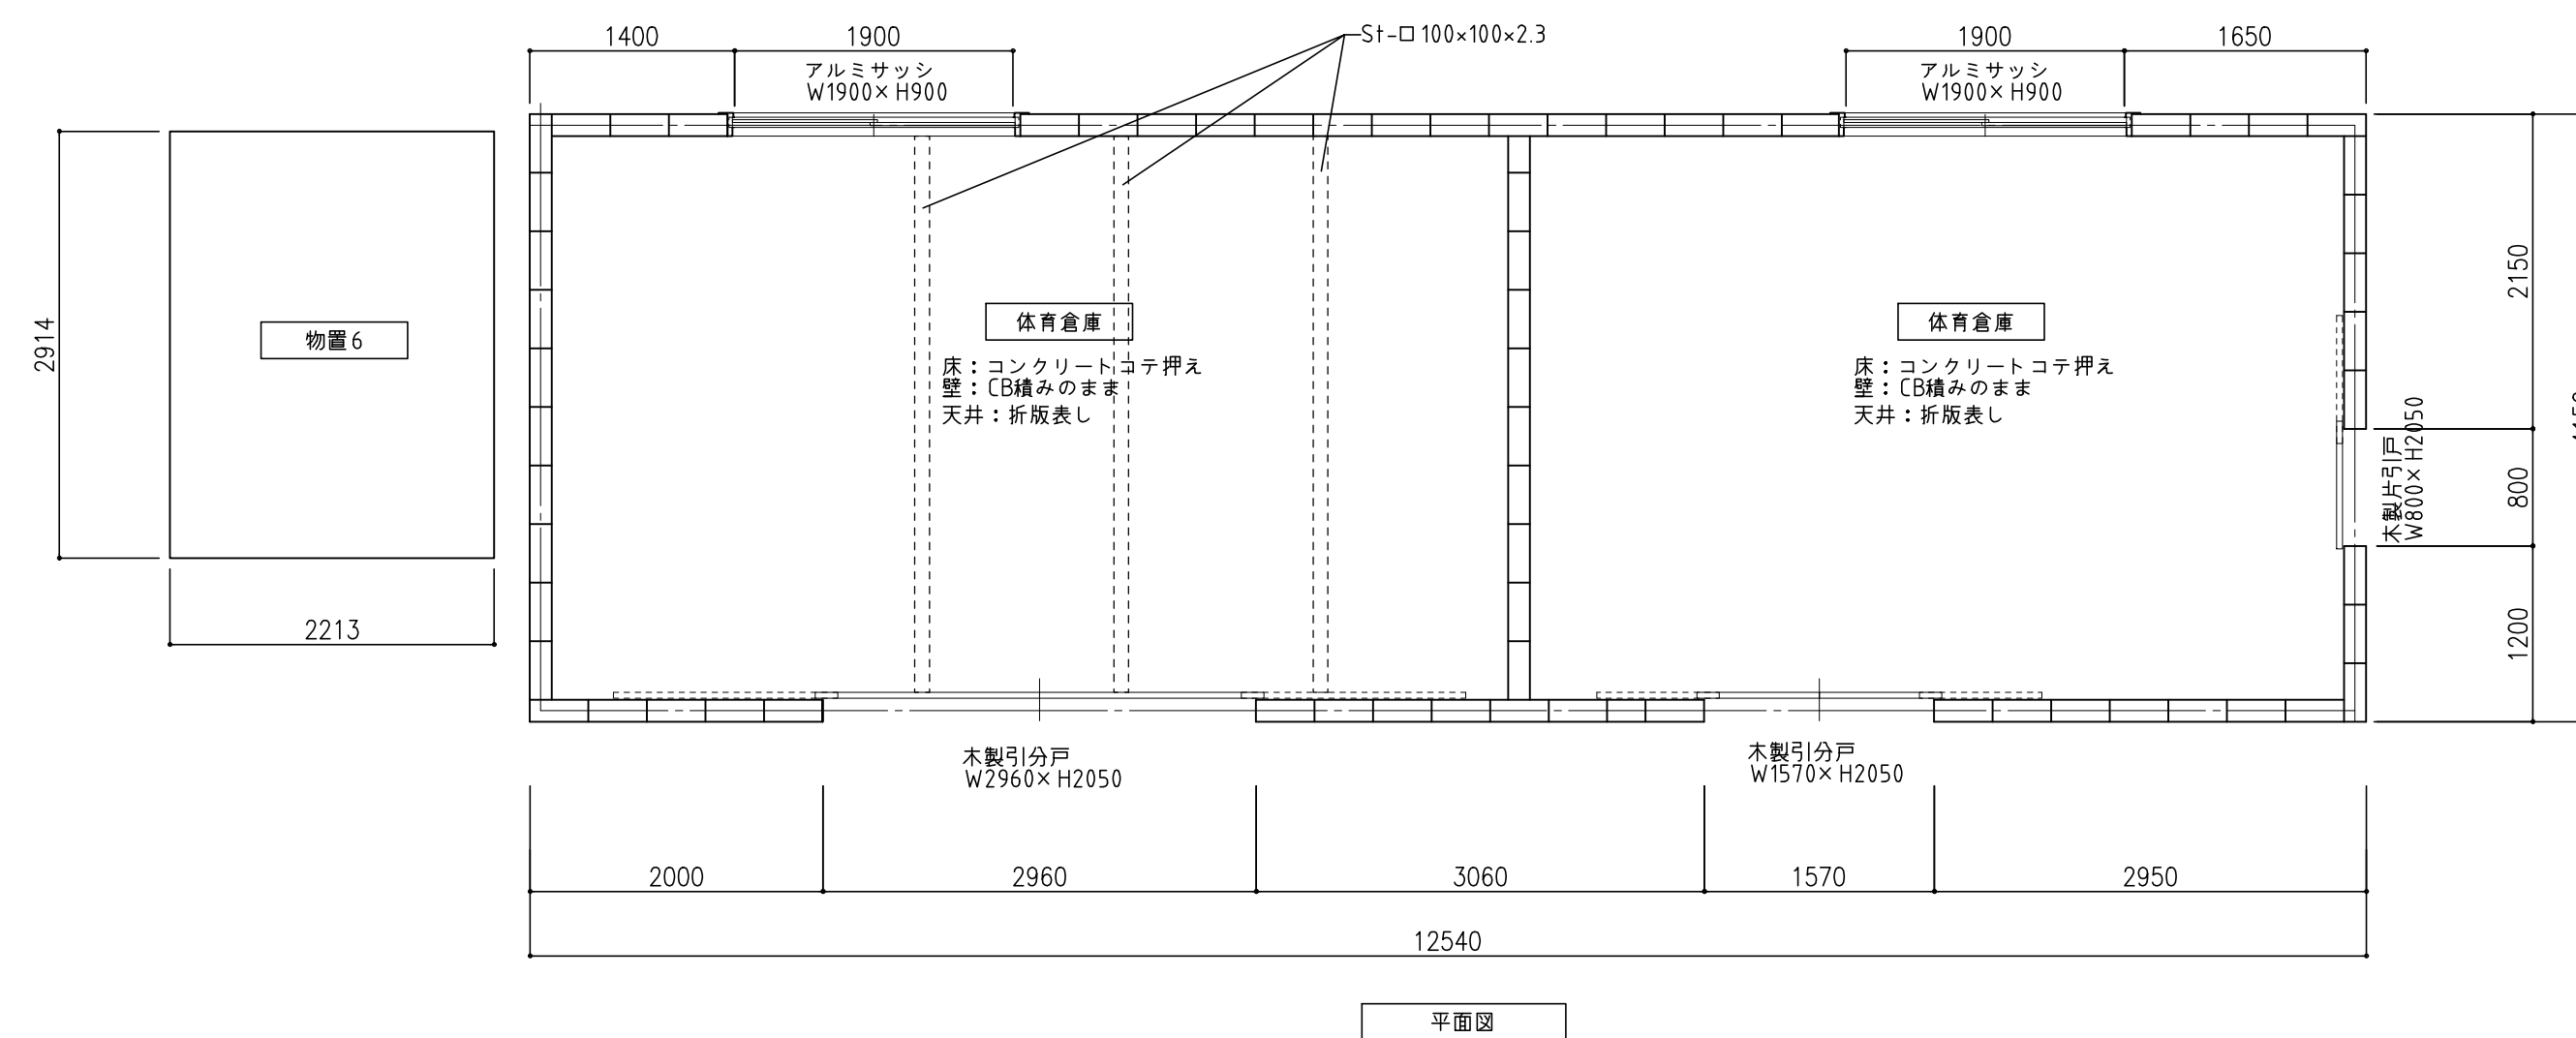 1400
1900
St-ロ100×100×2.3
1900
1650
アルミサッシ
W1900×H900
アルミサッシ
W1900×H900
2914
物置6
2213
体育倉庫
床：コンクリートコテ押え
壁：CB積みのまま
天井：折版表し
体育倉庫
床：コンクリートコテ押え
壁：CB積みのまま
天井：折版表し
2150
800
1200
木製片引戸
W800×H2050
木製引分戸
W2960×H2050
木製引分戸
W1570×H2050
2000
2960
3060
1570
2950
12540
平面図